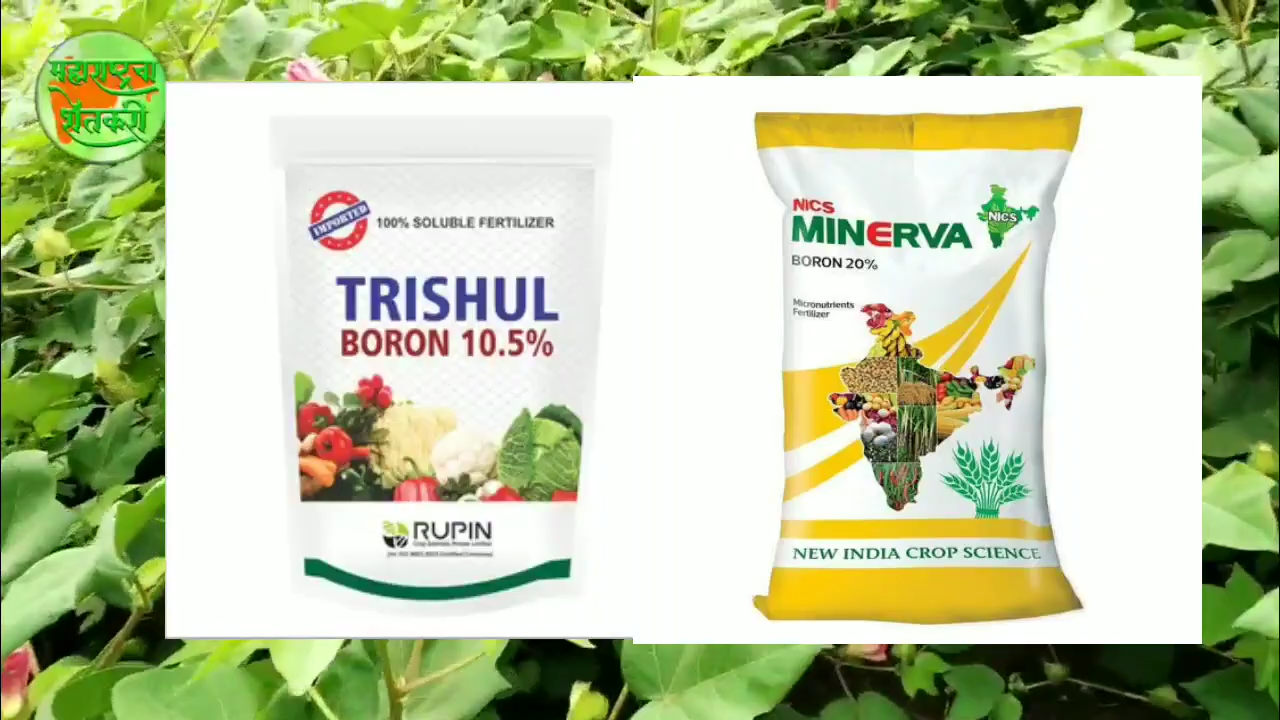 महाराष्ट्राचा
शेतकरी
IMPORTED
100% SOLUBLE FERTILIZER
TRISHUL
BORON 10.5%
RUPIN
NICS
MINERVA
BORON 20%
NICS
Micronutrients
Fertilizer
NEW INDIA CROP SCIENCE